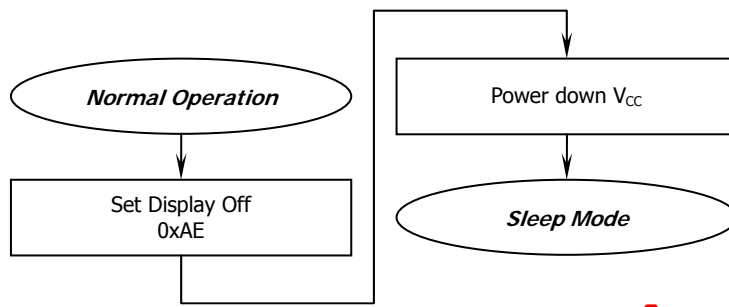 Normal Operation
Set Display Off
0xAE
Power down VCC
Sleep Mode